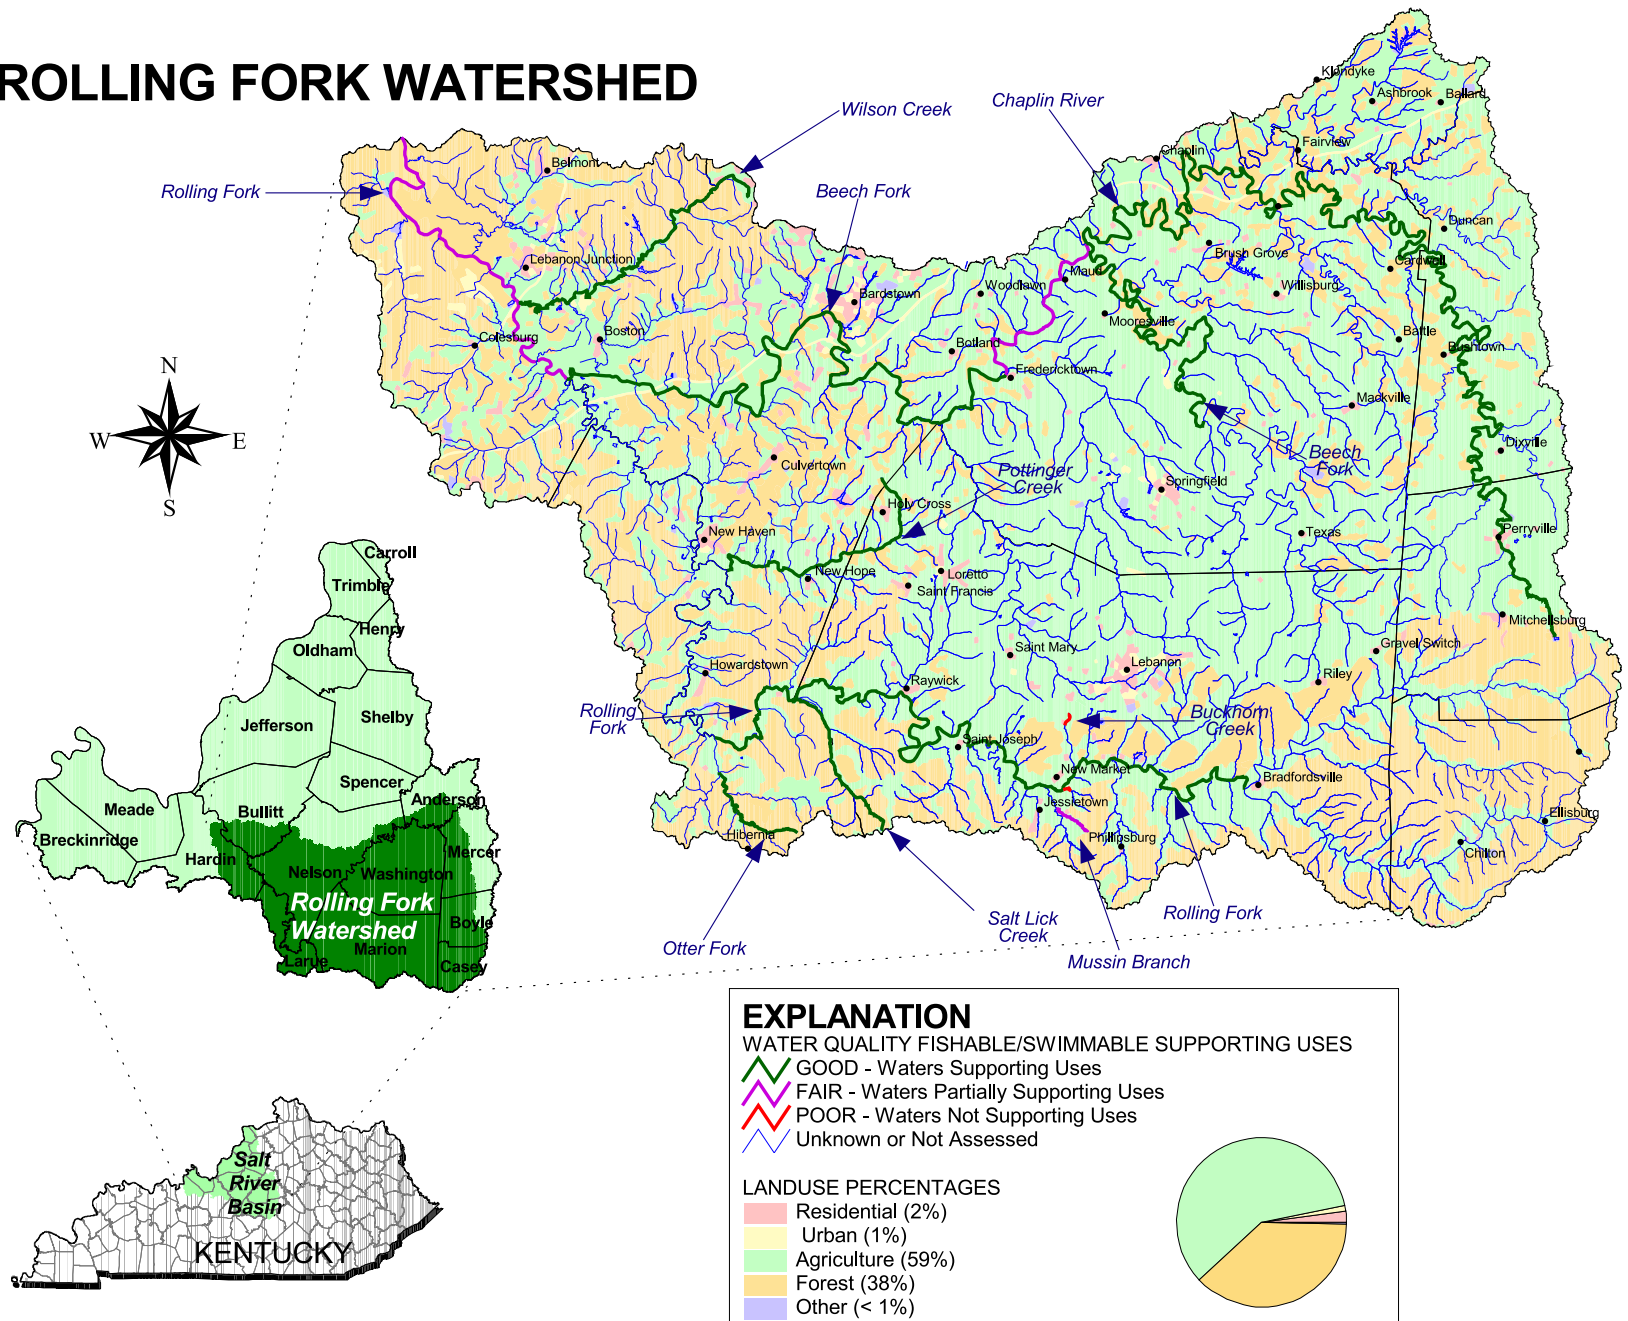 ROLLING FORK WATERSHED
Wilson Creek
Chaplin River
Klondyke
Ashbrook
Ballard
Fairview
Chaplin
Belmont
Rolling Fork
Beech Fork
Duncan
Brush Grove
Cardwell
Lebanon Junction
Maud
Willisburg
Woodlawn
Bardstown
Mooresville
Boston
Colesburg
Battle
Botland
Bushtown
Fredericktown
Mackville
Dixville
Beech
Fork
Culvertown
Pottinger
Creek
Springfield
Holy Cross
New Haven
Texas
Perryville
New Hope
Loretto
Saint Francis
Mitchellsburg
Gravel Switch
Saint Mary
Lebanon
Howardstown
Riley
Raywick
Rolling
Fork
Buckhorn
Creek
Saint Joseph
New Market
Bradfordsville
Jessietown
Hibernia
Phillipsburg
Ellisburg
Chilton
Otter Fork
Salt Lick
Creek
Rolling Fork
Mussin Branch
N
W
E
S
Carroll
Trimble
Henry
Oldham
Jefferson
Shelby
Spencer
Meade
Bullitt
Anderson
Breckinridge
Hardin
Mercer
Nelson
Washington
Rolling Fork
Watershed
Boyle
Marion
Larue
Casey
Salt
River
Basin
KENTUCKY
EXPLANATION
WATER QUALITY FISHABLE/SWIMMABLE SUPPORTING USES
GOOD - Waters Supporting Uses
FAIR - Waters Partially Supporting Uses
POOR - Waters Not Supporting Uses
Unknown or Not Assessed
LANDUSE PERCENTAGES
Residential (2%)
Urban (1%)
Agriculture (59%)
Forest (38%)
Other (< 1%)